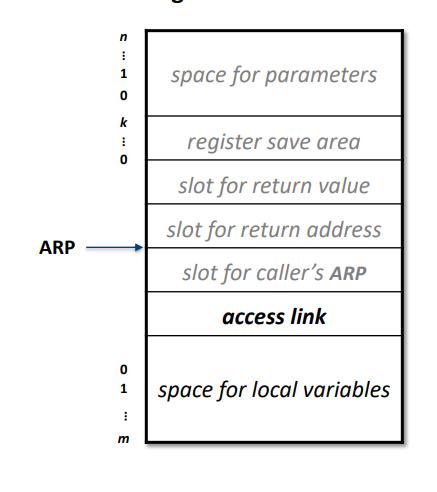 n
⋮
1
0
space for parameters
k
⋮
0
register save area
slot for return value
slot for return address
ARP
slot for caller's ARP
access link
0
1
⋮
m
space for local variables